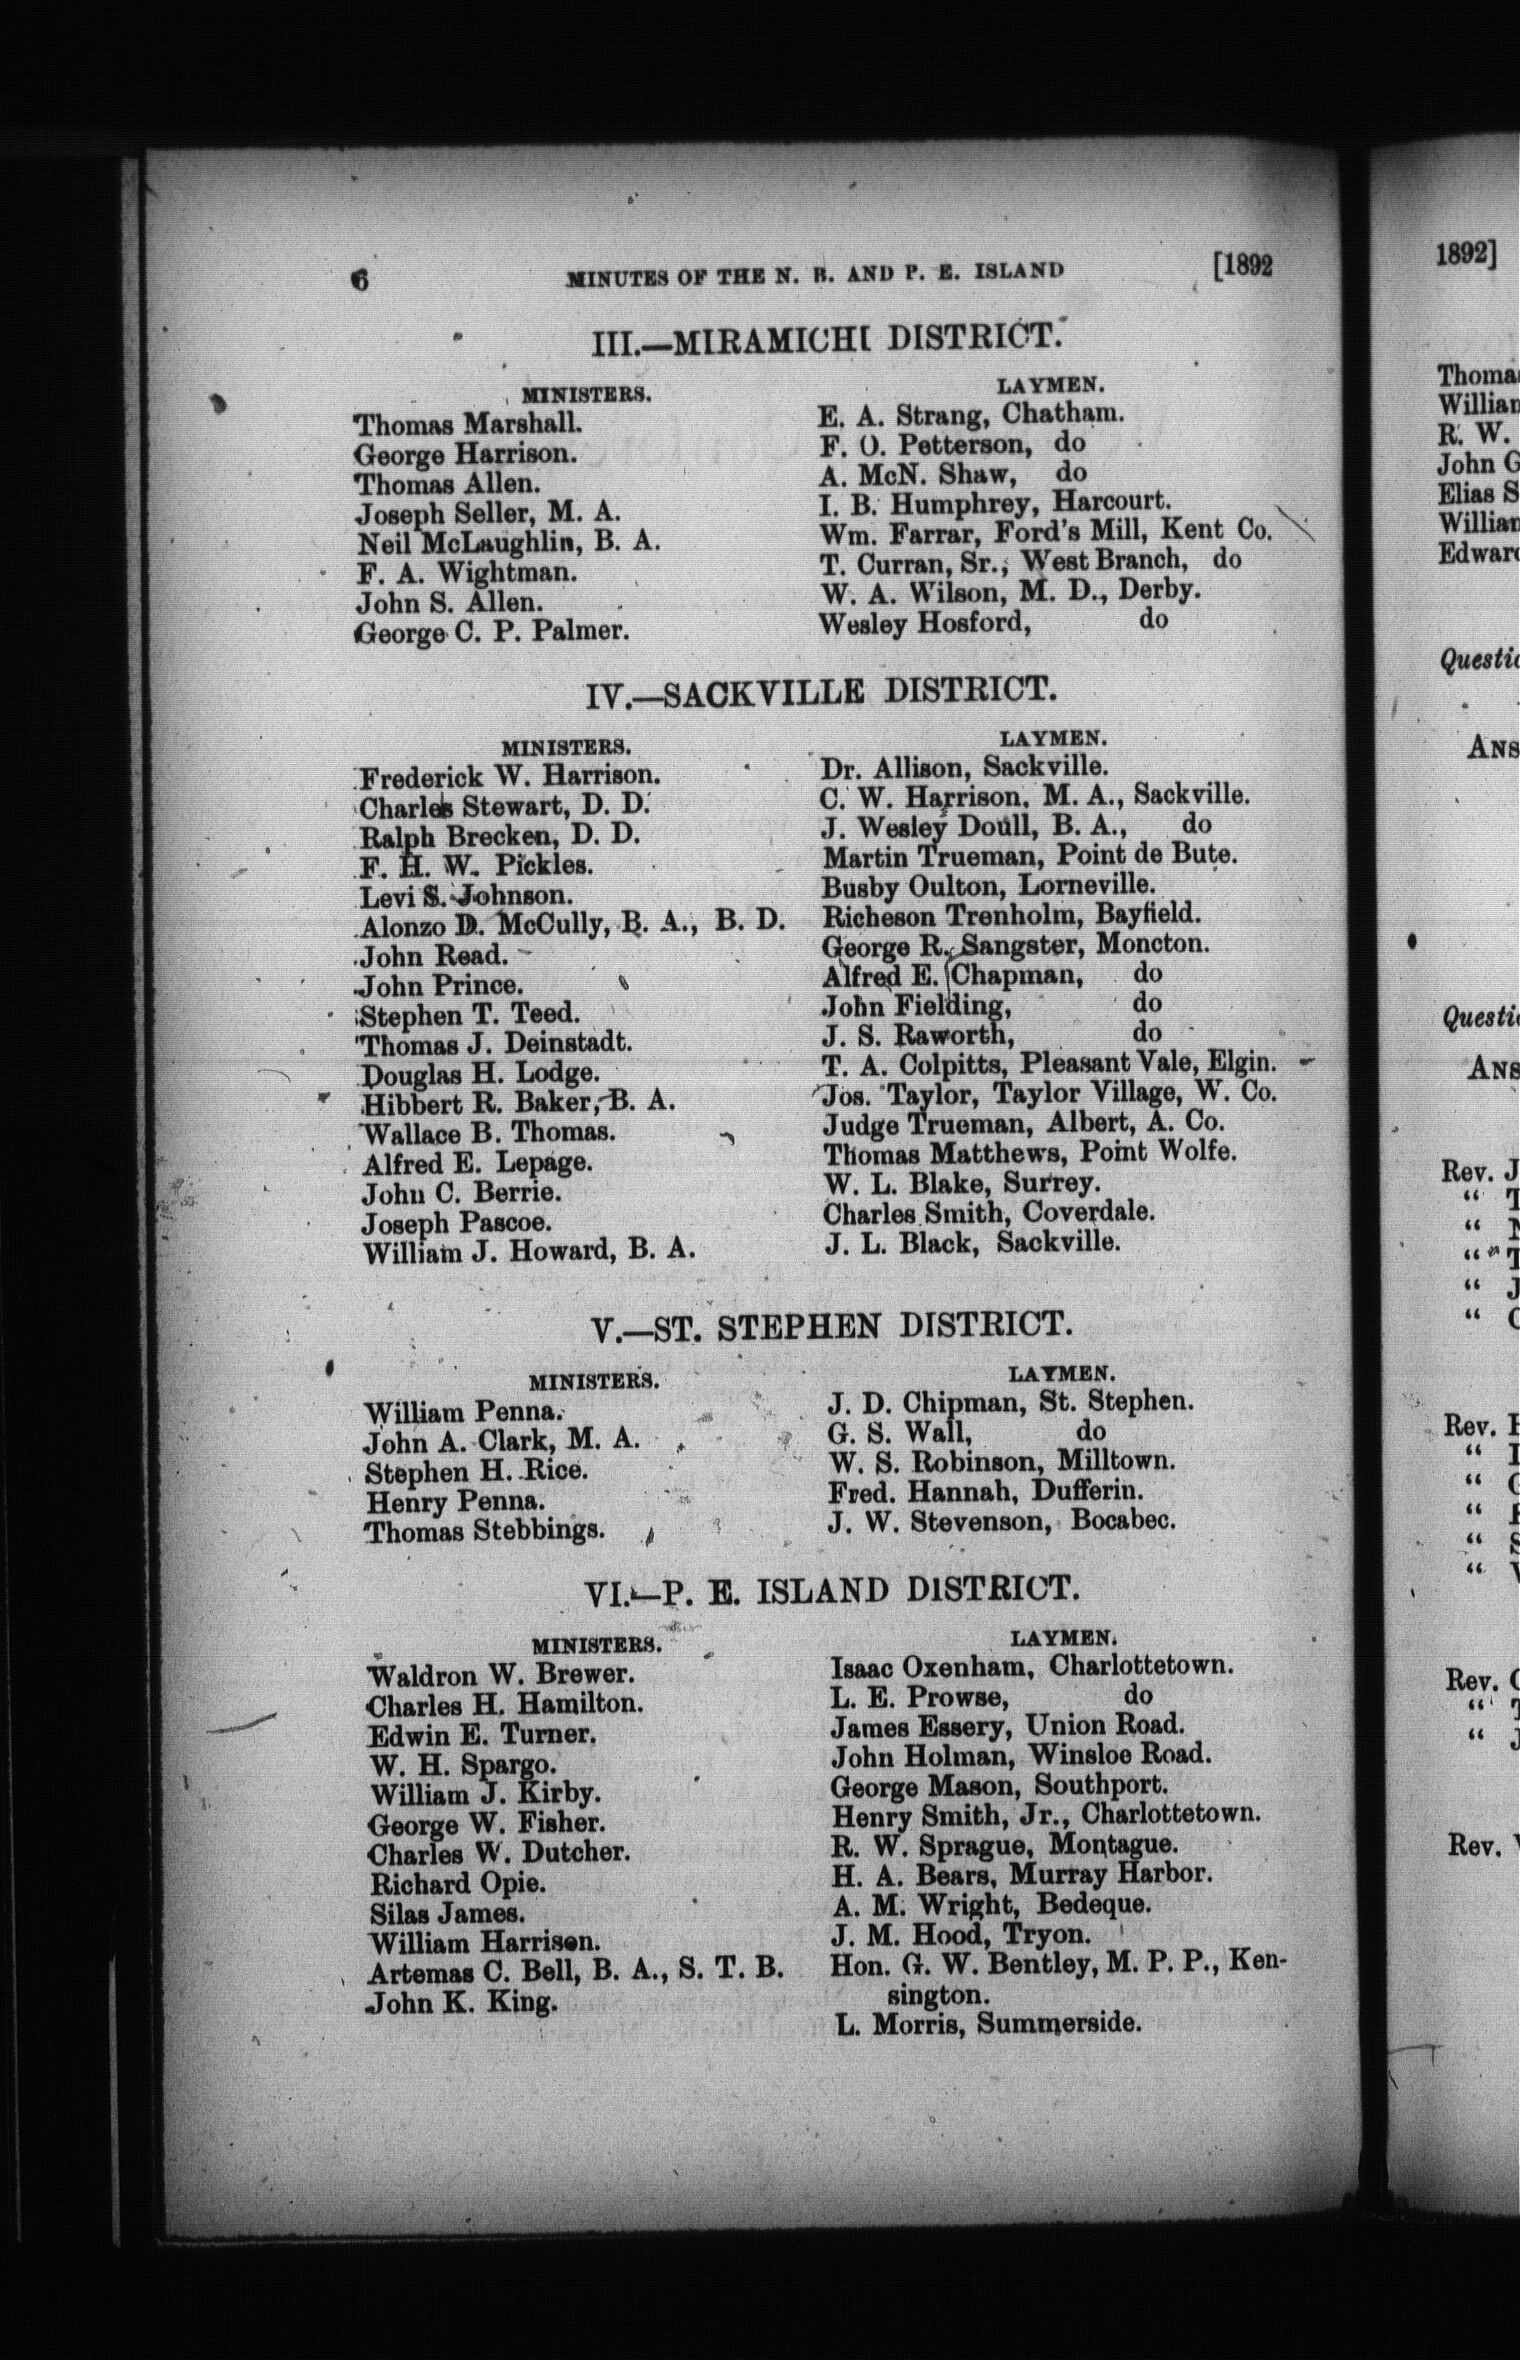 6 MINUTES OF THE N. B. AND P. E. ISLAND [1892
III.—MIRAMICHI DISTRICT.
MINISTERS.
Thomas Marshall.
George Harrison.
Thomas Allen.
Joseph Seller, M. A.
Neil McLaughlin, B. A.
F. A. Wightman.
John S. Allen.
George C. P. Palmer.
LAYMEN.
E. A. Strang, Chatham.
F. O. Petterson, do
A. McN. Shaw, do
I. B. Humphrey, Harcourt.
Wm. Farrar, Ford's Mill, Kent Co.
T. Curran, Sr., West Branch, do
W. A. Wilson, M. D., Derby.
Wesley Hosford, do
IV.—SACKVILLE DISTRICT.
MINISTERS.
Frederick W. Harrison.
Charles Stewart, D. D.
Ralph Brecken, D. D.
F. H. W. Pickles.
Levi S. Johnson.
Alonzo D. McCully, B. A., B. D.
John Read.
John Prince.
Stephen T. Teed.
Thomas J. Deinstadt.
Douglas H. Lodge.
Hibbert R. Baker, B. A.
Wallace B. Thomas.
Alfred E. Lepage.
John C. Berrie.
Joseph Pascoe.
William J. Howard, B. A.
LAYMEN.
Dr. Allison, Sackville.
C. W. Harrison. M. A., Sackville.
J. Wesley Doull, B. A., do
Martin Trueman, Point de Bute.
Busby Oulton, Lorneville.
Richeson Trenholm, Bayfield.
George R. Sangster, Moncton.
Alfred E. Chapman, do
John Fielding, do
J. S. Raworth, do
T. A. Colpitts, Pleasant Vale, Elgin.
Jos. Taylor, Taylor Village, W. Co.
Judge Trueman, Albert, A. Co.
Thomas Matthews, Point Wolfe.
W. L. Blake, Surrey.
Charles Smith, Coverdale.
J. L. Black, Sackville.
V.—ST. STEPHEN DISTRICT.
MINISTERS.
William Penna.
John A. Clark, M. A.
Stephen H. Rice.
Henry Penna.
Thomas Stebbings.
LAYMEN.
J. D. Chipman, St. Stephen.
G. S. Wall, do
W. S. Robinson, Milltown.
Fred. Hannah, Dufferin.
J. W. Stevenson, Bocabec.
VI.—P. E. ISLAND DISTRICT.
MINISTERS.
Waldron W. Brewer.
Charles H. Hamilton.
Edwin E. Turner.
W. H. Spargo.
William J. Kirby.
George W. Fisher.
Charles W. Dutcher.
Richard Opie.
Silas James.
William Harrison.
Artemas C. Bell, B. A., S. T. B.
John K. King.
LAYMEN.
Isaac Oxenham, Charlottetown.
L. E. Prowse, do
James Essery, Union Road.
John Holman, Winsloe Road.
George Mason, Southport.
Henry Smith, Jr., Charlottetown.
R. W. Sprague, Montague.
H. A. Bears, Murray Harbor.
A. M. Wright, Bedeque.
J. M. Hood, Tryon.
Hon. G. W. Bentley, M. P. P., Ken-
sington.
L. Morris, Summerside.
1892]
R. W.
John
Elias
Rev.
Rev.
Rev.
Rev.